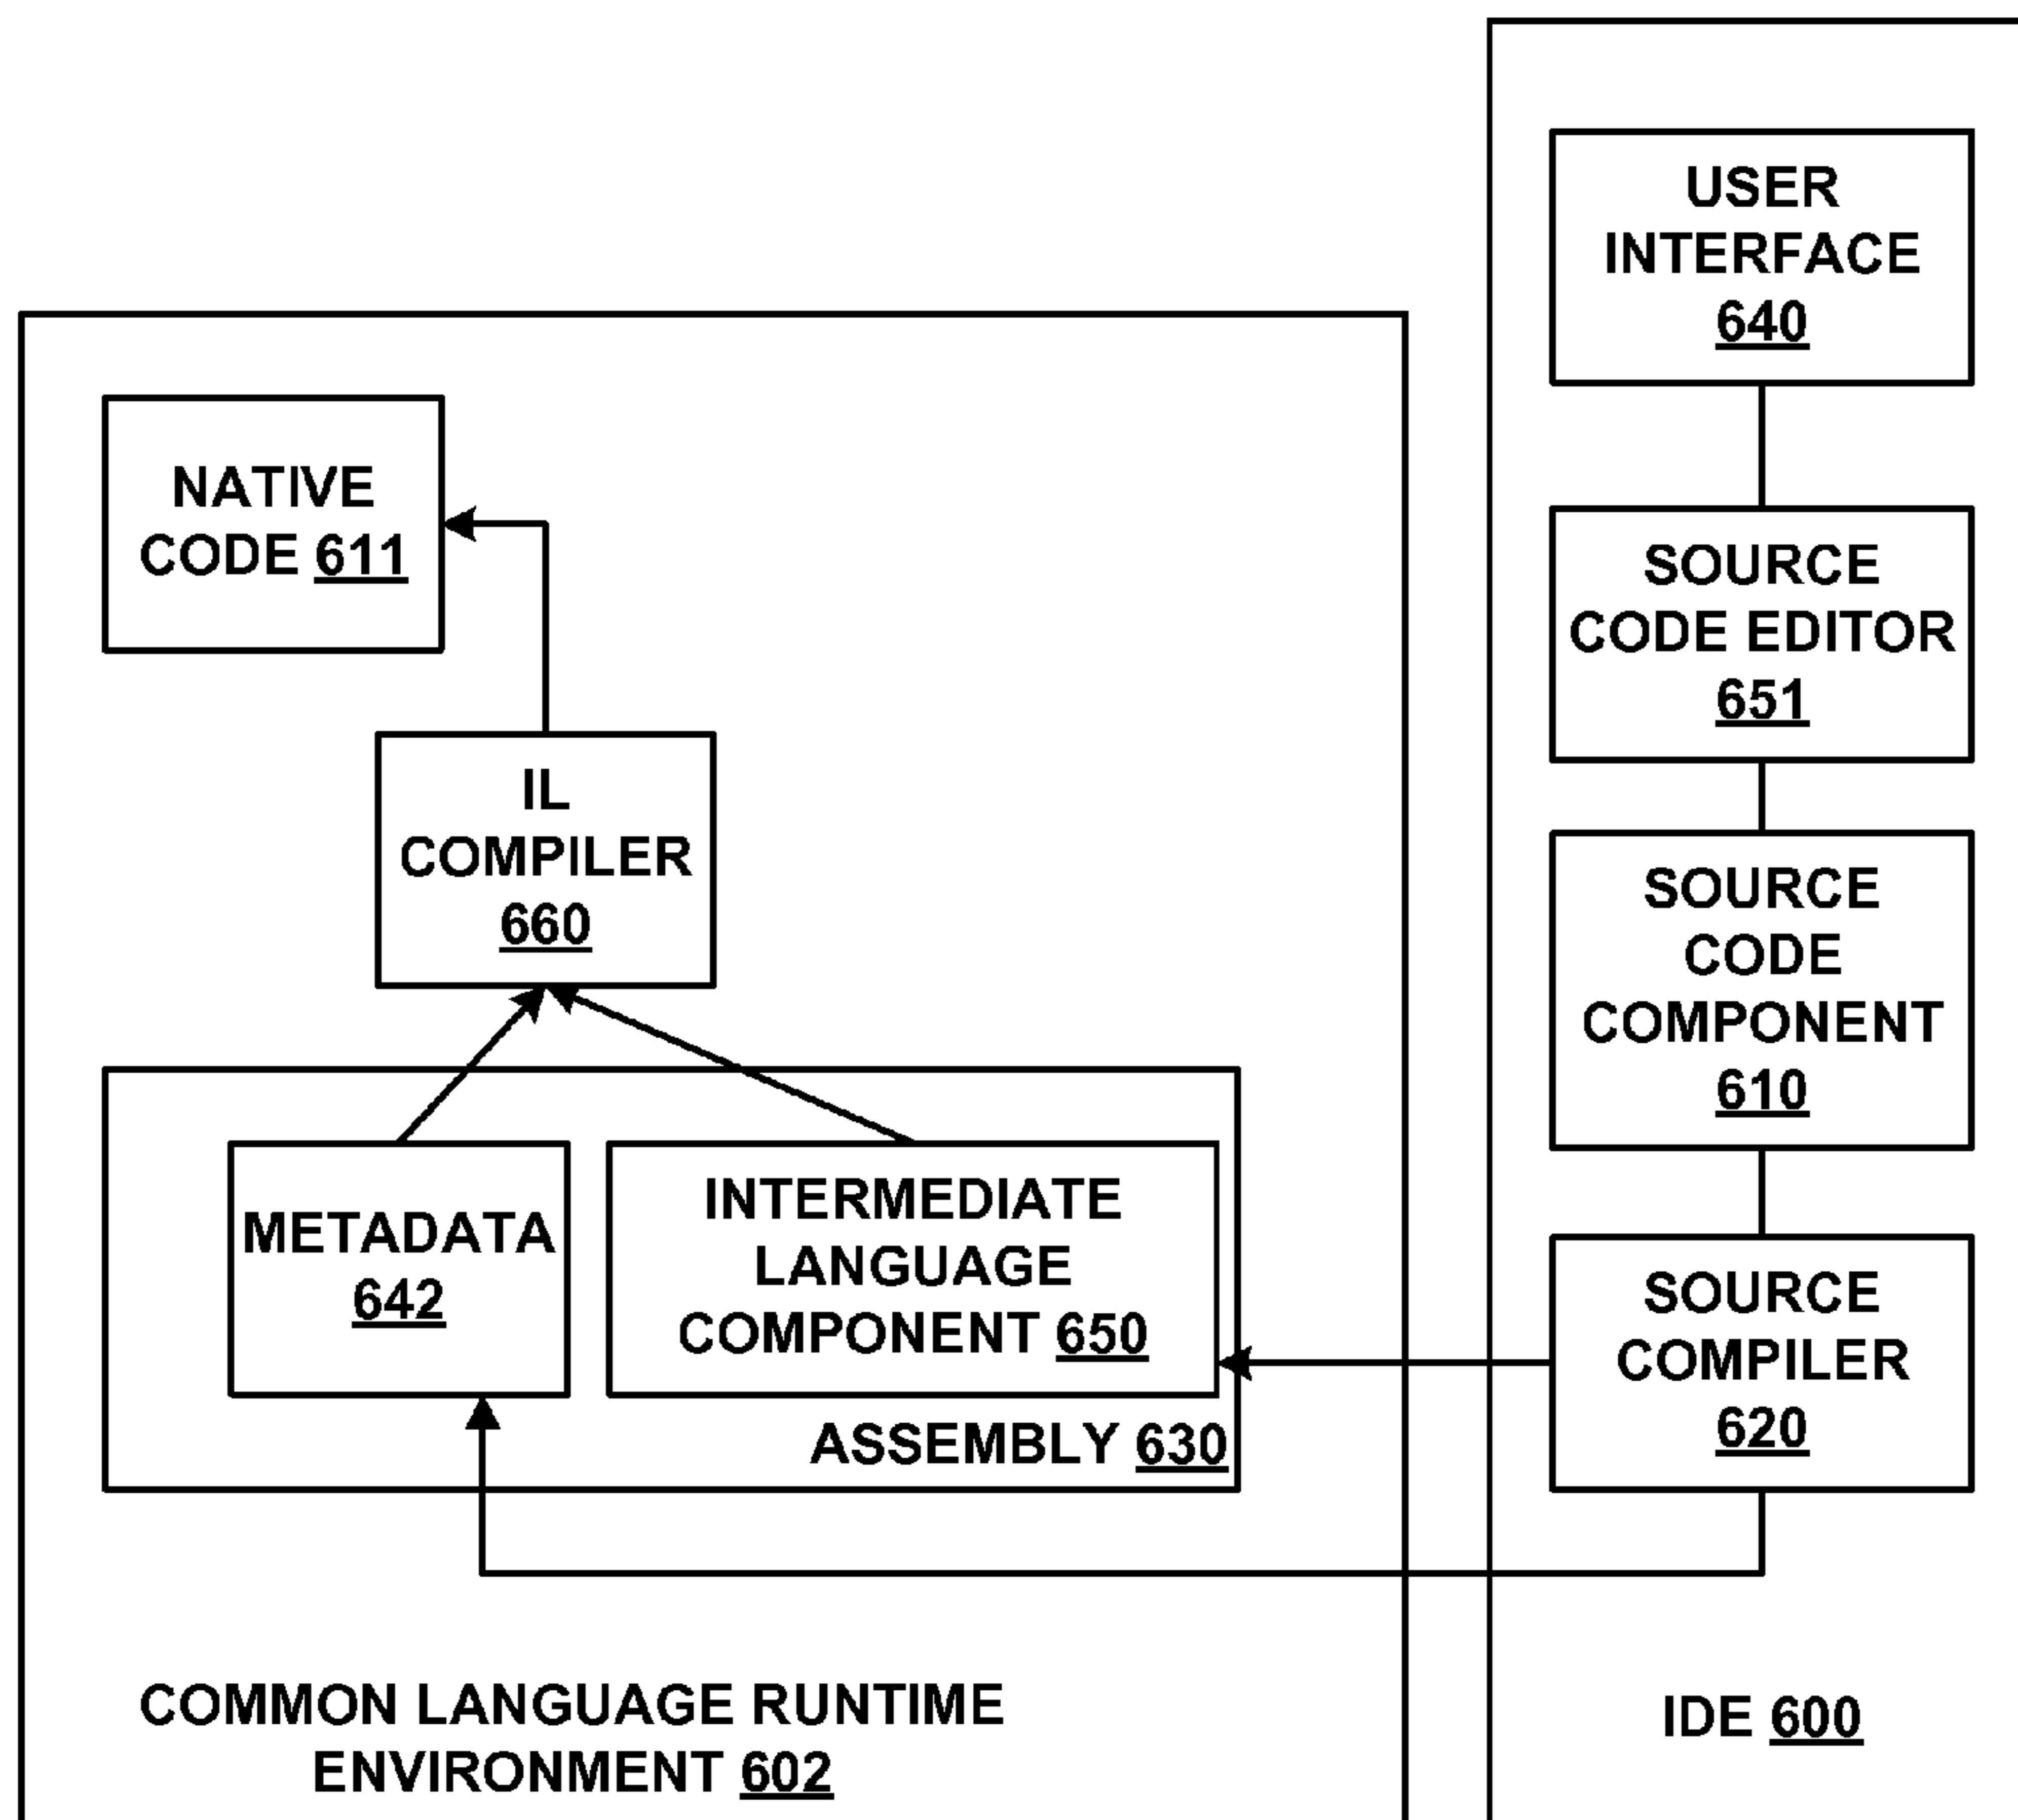 USER
INTERFACE
640
NATIVE
CODE 611
SOURCE
CODE EDITOR
651
IL
COMPILER
660
SOURCE
CODE
COMPONENT
610
METADATA
642
INTERMEDIATE
LANGUAGE
COMPONENT 650
ASSEMBLY 630
SOURCE
COMPILER
620
COMMON LANGUAGE RUNTIME
ENVIRONMENT 602
IDE 600